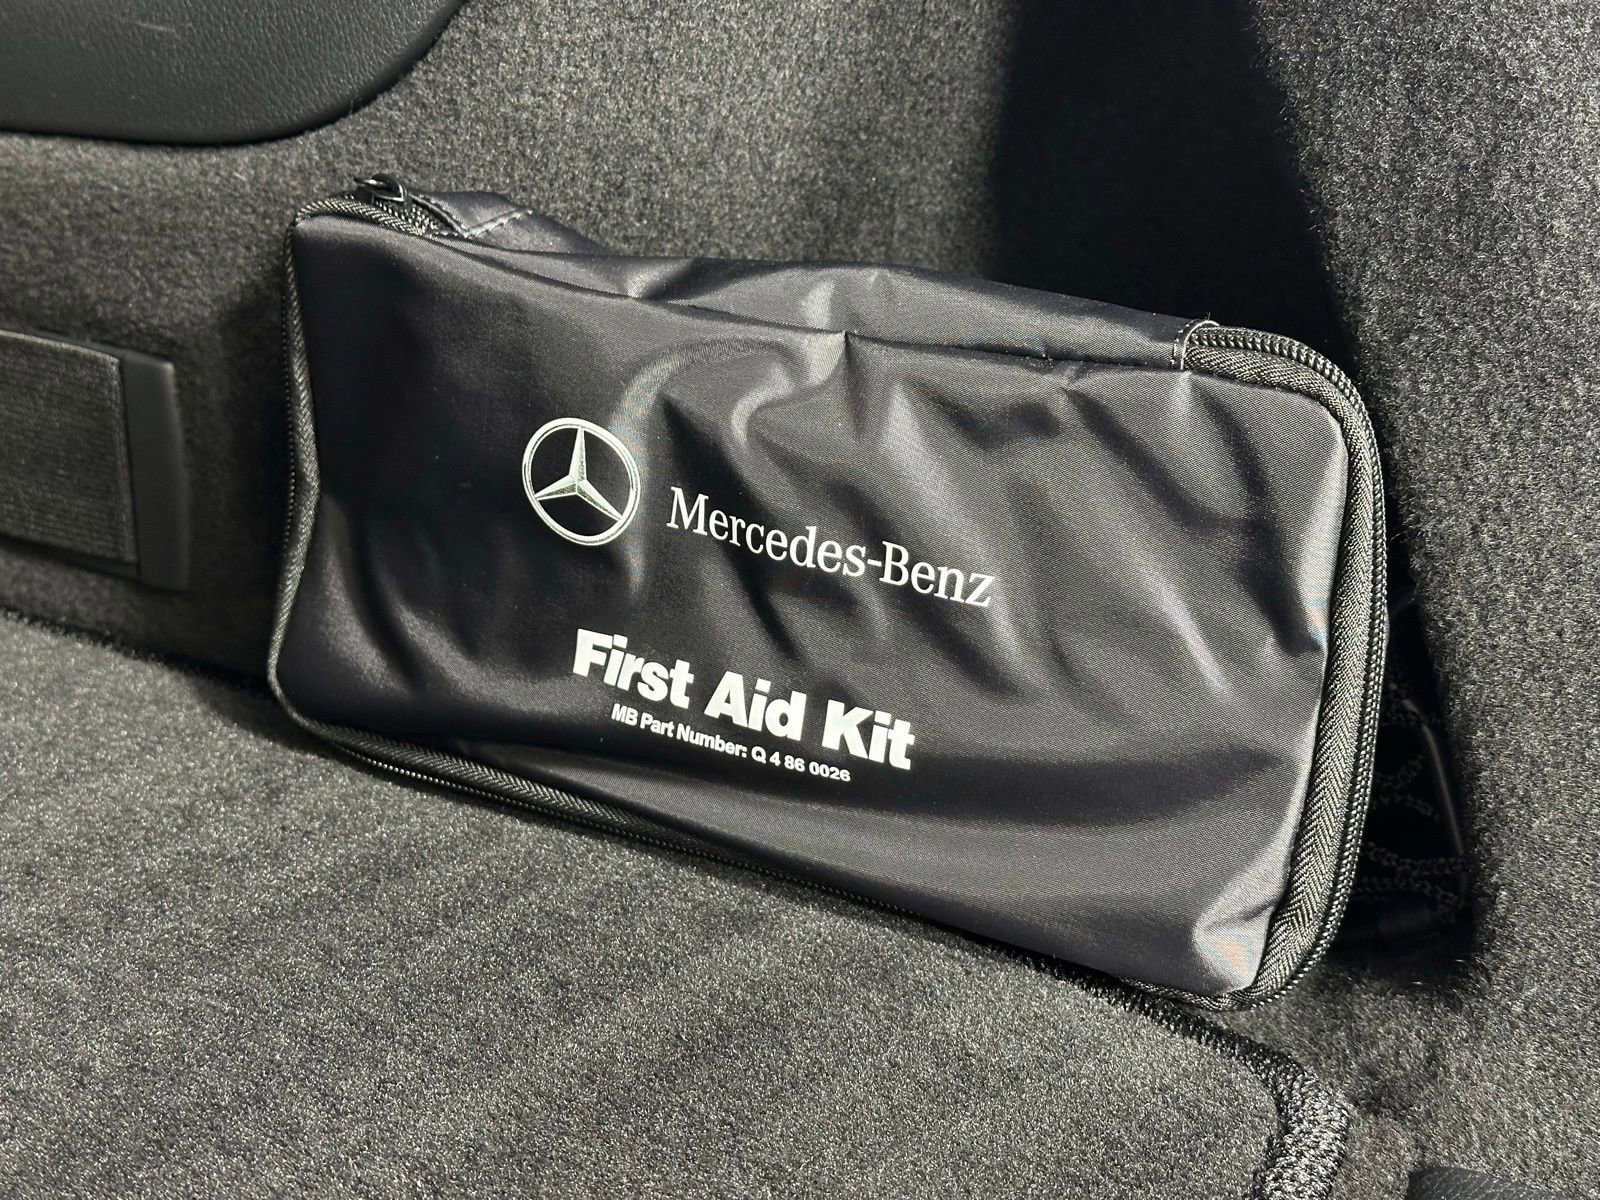 Mercedes-Benz
First Aid Kit
MB Part Number: Q 4 86 0026